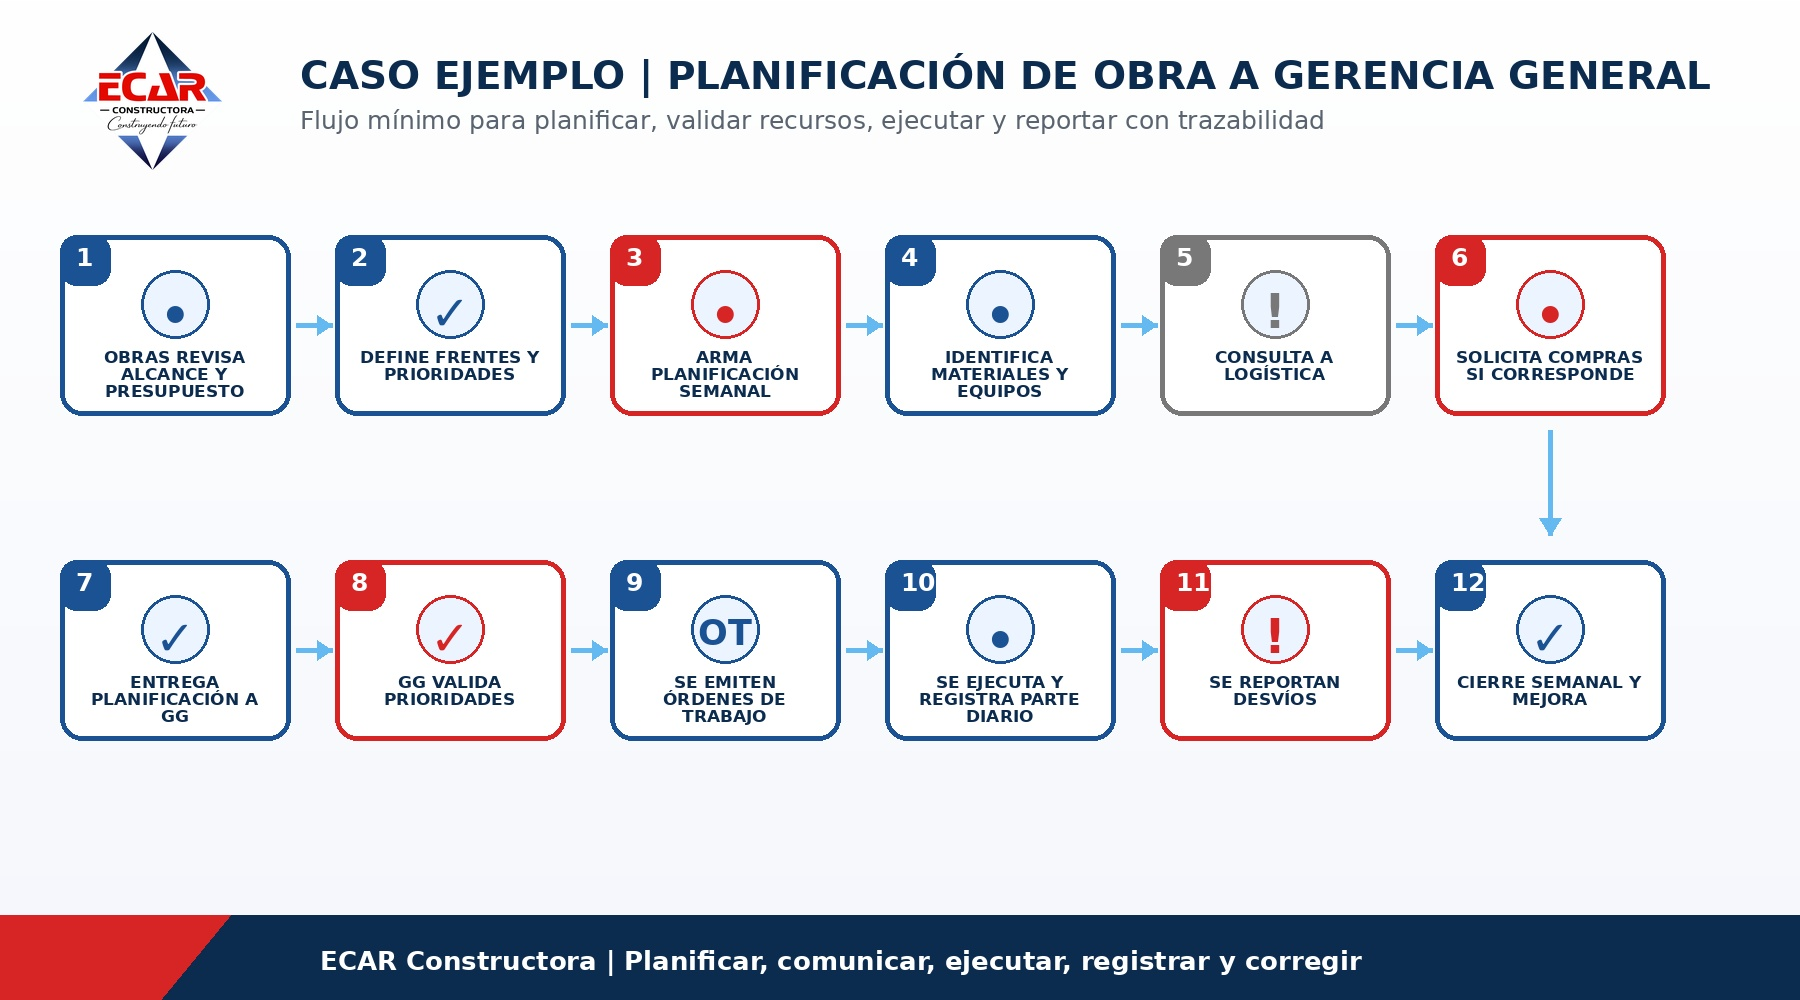 ECAR
CONSTRUCTORA
Construyendo futuro
CASO EJEMPLO | PLANIFICACIÓN DE OBRA A GERENCIA GENERAL
Flujo mínimo para planificar, validar recursos, ejecutar y reportar con trazabilidad
1
OBRAS REVISA
ALCANCE Y
PRESUPUESTO
2
✓
DEFINE FRENTES Y
PRIORIDADES
3
ARMA
PLANIFICACIÓN
SEMANAL
4
IDENTIFICA
MATERIALES Y
EQUIPOS
5
!
CONSULTA A
LOGÍSTICA
6
SOLICITA COMPRAS
SI CORRESPONDE
7
✓
ENTREGA
PLANIFICACIÓN A
GG
8
✓
GG VALIDA
PRIORIDADES
9
OT
SE EMITEN
ÓRDENES DE
TRABAJO
10
SE EJECUTA Y
REGISTRA PARTE
DIARIO
11
!
SE REPORTAN
DESVÍOS
12
✓
CIERRE SEMANAL Y
MEJORA
ECAR Constructora | Planificar, comunicar, ejecutar, registrar y corregir